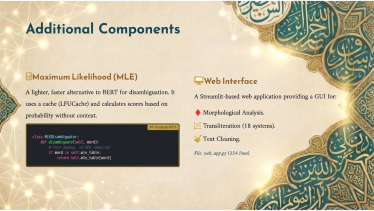 Additional Components
Maximum Likelihood (MLE)
A lighter, faster alternative to BERT for disambiguation. It
uses a cache (LFUCache) and calculates scores based on
probability without context.
class MLEDisambiguator:
def disambiguate(self, word):
if word in self.mle_table:
return self.mle_table[word]
Web Interface
A Streamlit-based web application providing a GUI for:
Morphological Analysis.
Transliteration (18 systems).
Text Cleaning.
File: web_app.py (354 lines)